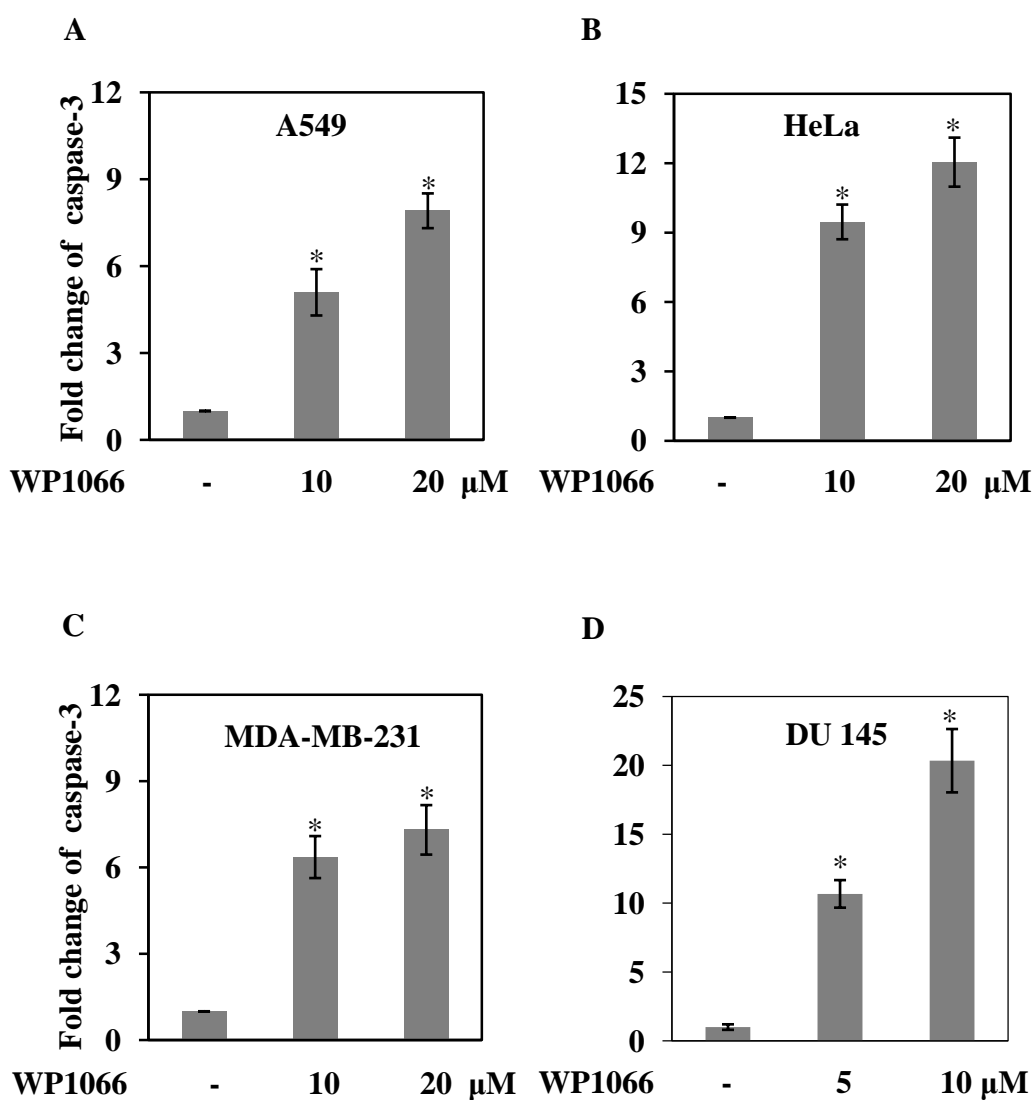 A
Fold change of caspase-3
12
9
6
3
0
A549
*
*
WP1066 - 10 20 μM
B
15
12
9
6
3
0
HeLa
*
*
WP1066 - 10 20 μM
C
Fold change of caspase-3
12
9
6
3
0
MDA-MB-231
*
*
WP1066 - 10 20 μM
D
25
20
15
10
5
0
DU 145
*
*
WP1066 - 5 10 μM